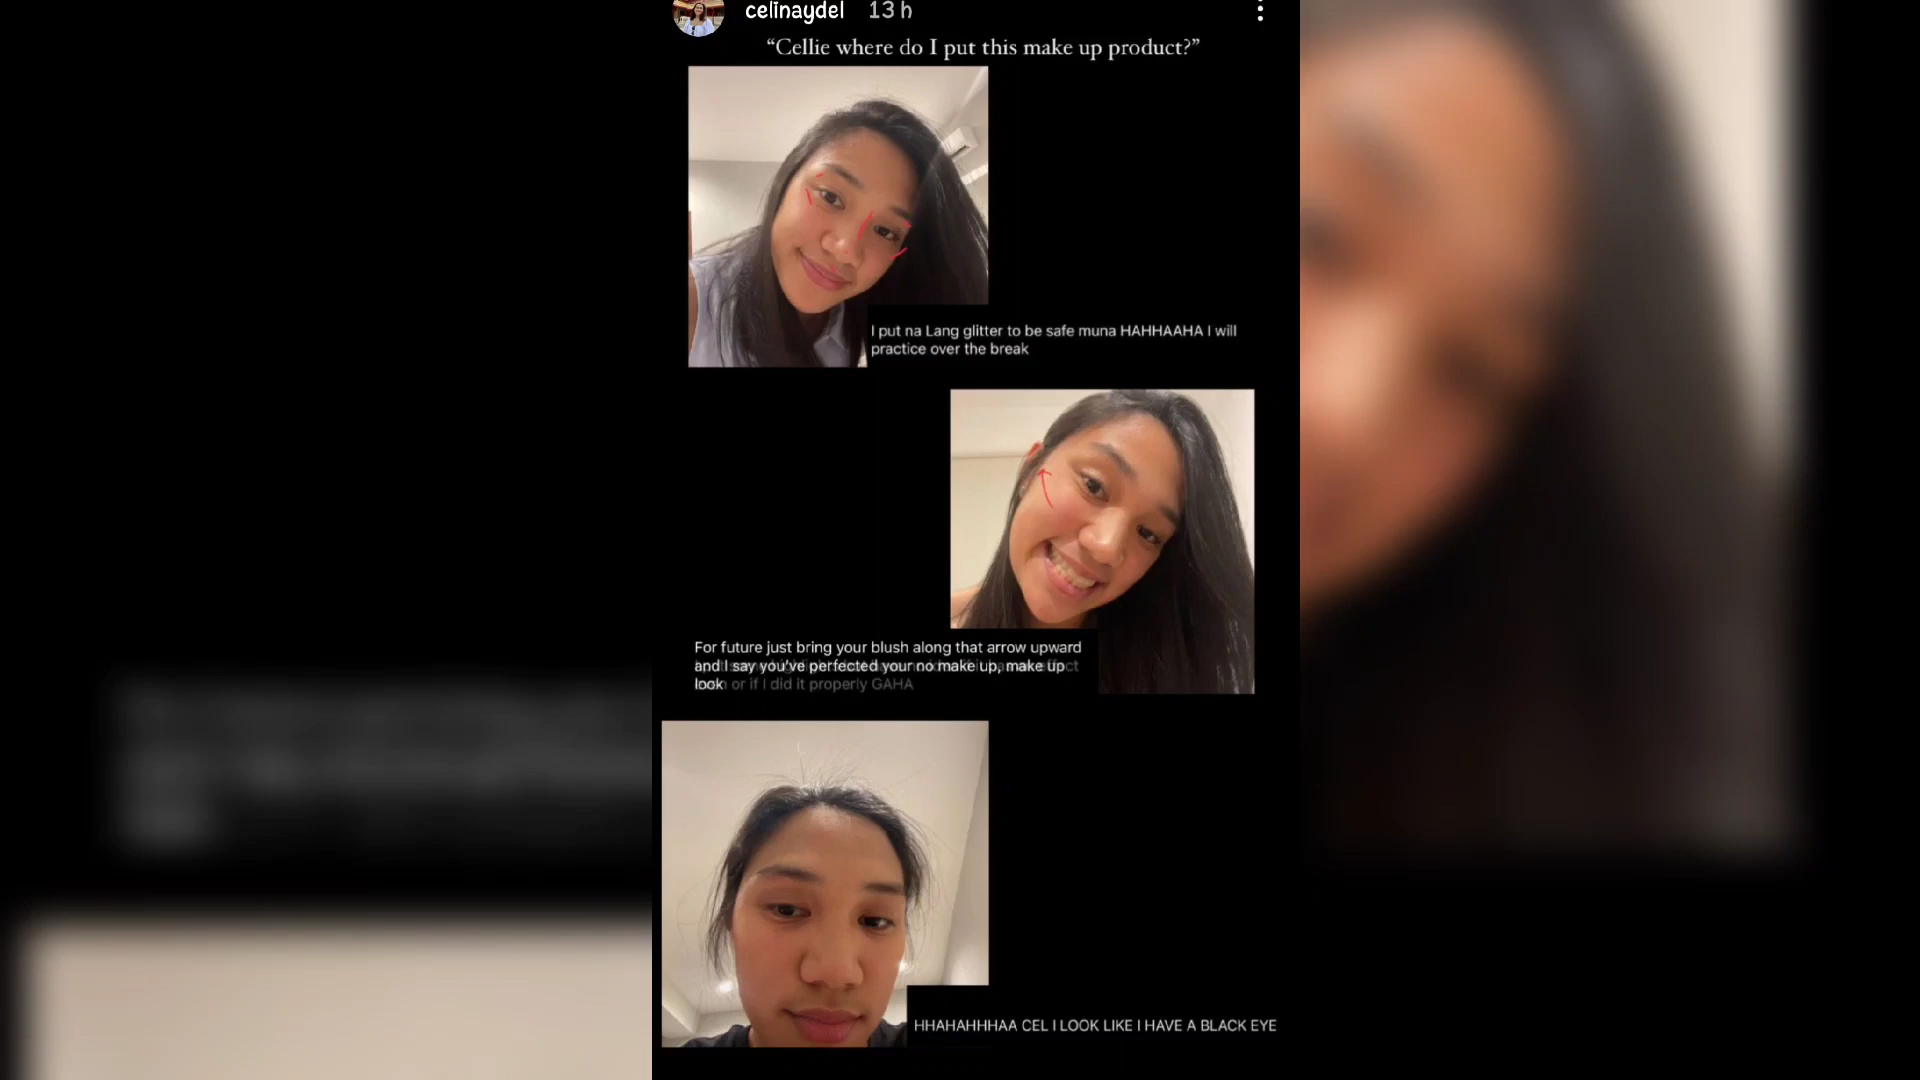 celinaydel 13 h
“Cellie where do I put this make up product?”
I put na Lang glitter to be safe muna HAHHAAHA I will
practice over the break
For future just bring your blush along that arrow upward
and I say you've perfected your no make up, make up
look or if I did it properly GAHA
HHAHAHHHAA CEL I LOOK LIKE I HAVE A BLACK EYE